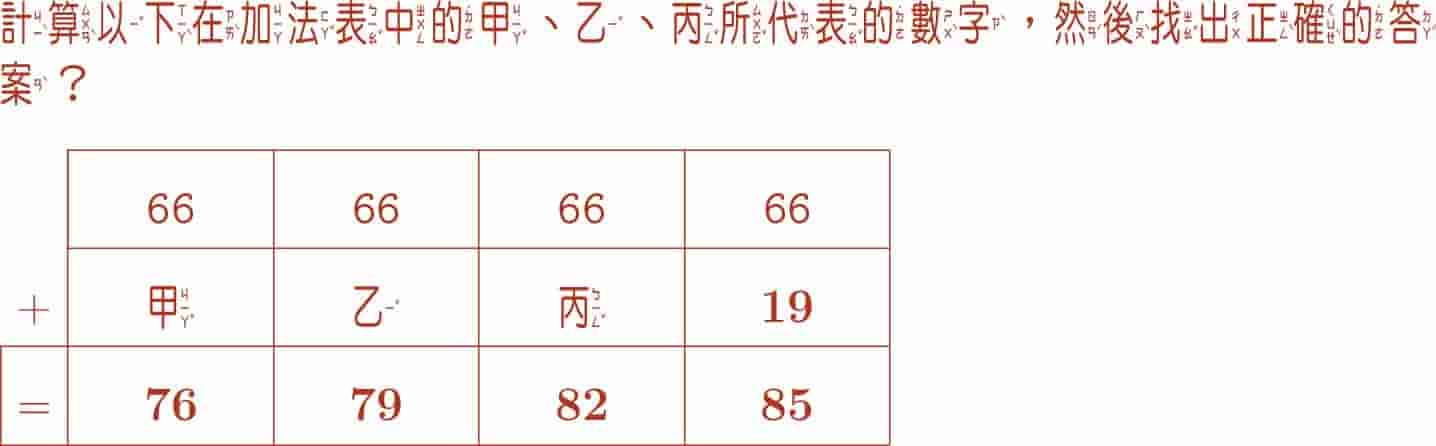 計算以下在加法表中的甲、乙、丙所代表的數字,然後找出正確的答
案?
66 66 66 66
+ 甲 乙 丙 19
= 76 79 82 85